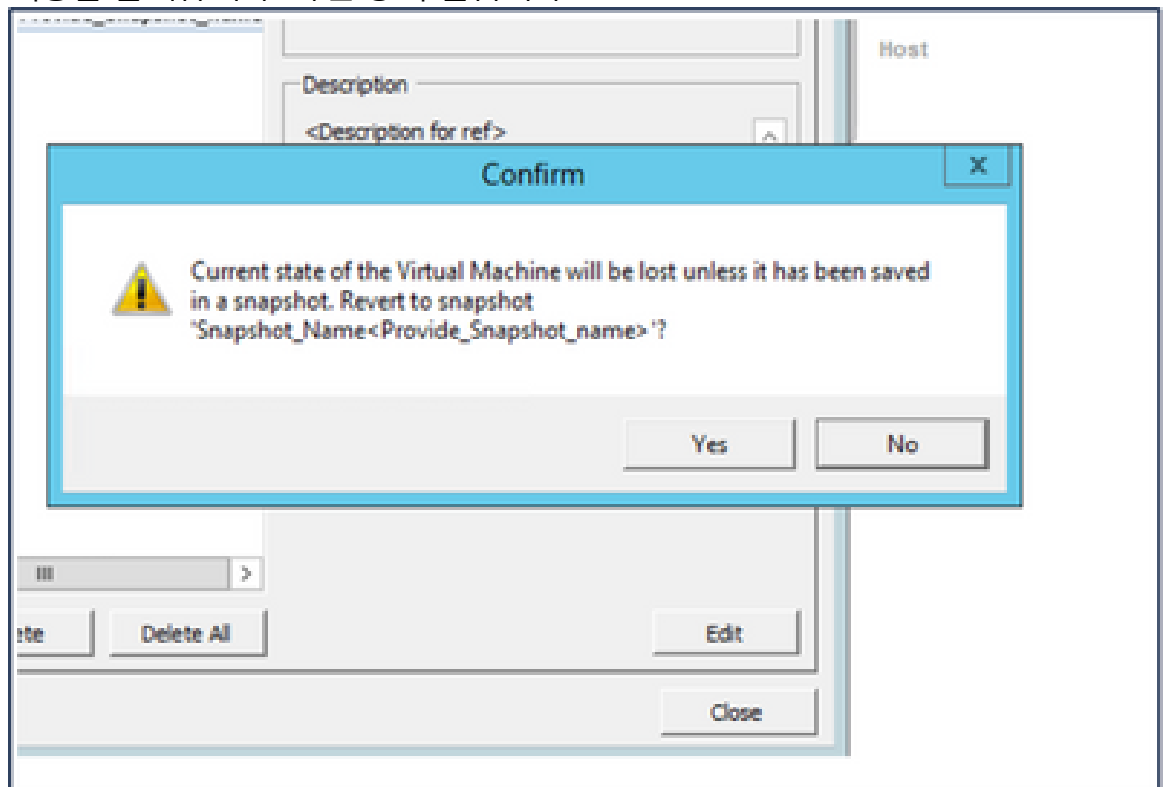 Provide_Snapshot_name
Host
Description
<Description for ref>
Confirm
X
Current state of the Virtual Machine will be lost unless it has been saved
in a snapshot. Revert to snapshot
'Snapshot_Name<Provide_Snapshot_name> '?
Yes
No
ete
Delete All
Edit
Close